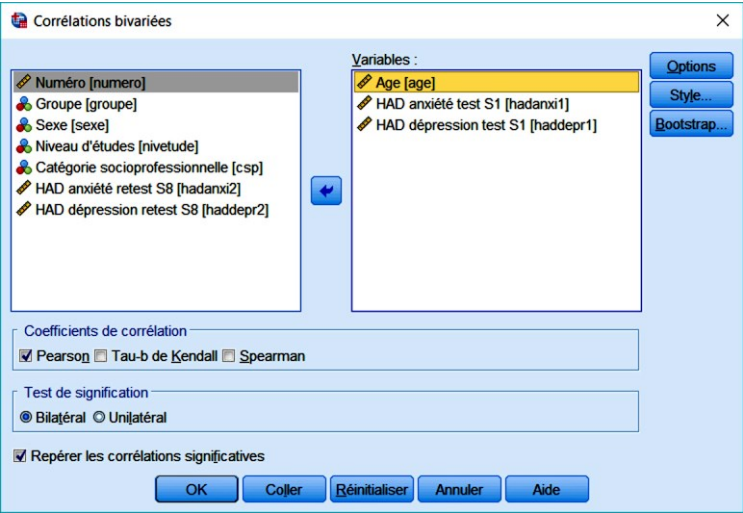 Corrélations bivariées
Variables :
Numéro [numero]
Groupe [groupe]
Sexe [sexe]
Niveau d'études [nivetude]
Catégorie socioprofessionnelle [csp]
HAD anxiété retest S8 [hadanxi2]
HAD dépression retest S8 [haddepr2]
Age [age]
HAD anxiété test S1 [hadanxi1]
HAD dépression test S1 [haddepr1]
Options
Style...
Bootstrap...
Coefficients de corrélation
Pearson Tau-b de Kendall Spearman
Test de signification
Bilatéral Unilatéral
Repérer les corrélations significatives
OK Coller Réinitialiser Annuler Aide